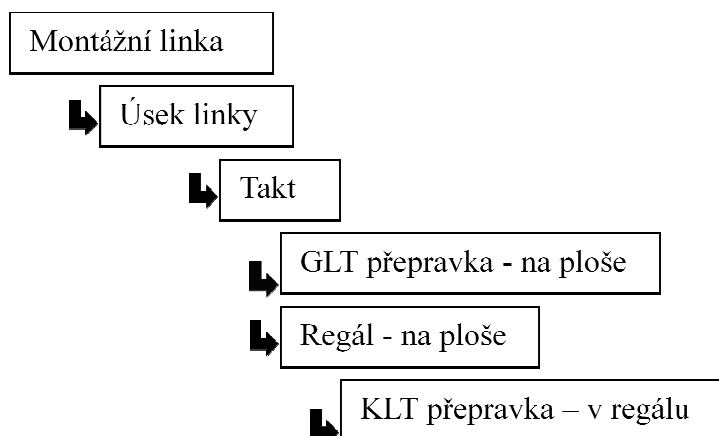 Montážní linka
Úsek linky
Takt
GLT přepravka - na ploše
Regál - na ploše
KLT přepravka – v regálu